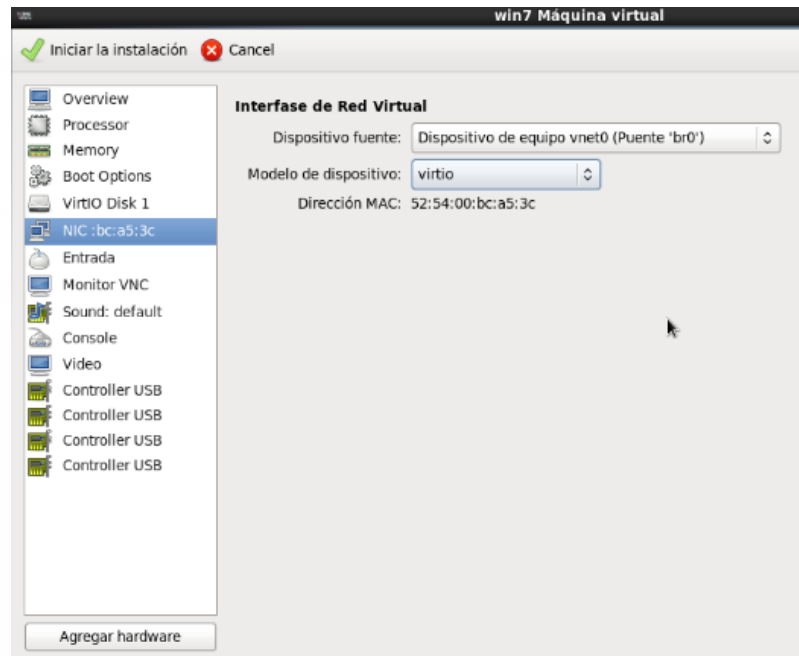 win7 Máquina virtual
Iniciar la instalación Cancel
Overview
Processor
Memory
Boot Options
VirtIO Disk 1
NIC :bc:a5:3c
Entrada
Monitor VNC
Sound: default
Console
Video
Controller USB
Controller USB
Controller USB
Controller USB
Agregar hardware
Interfase de Red Virtual
Dispositivo fuente: Dispositivo de equipo vnet0 (Puente 'br0')
Modelo de dispositivo: virtio
Dirección MAC: 52:54:00:bc:a5:3c